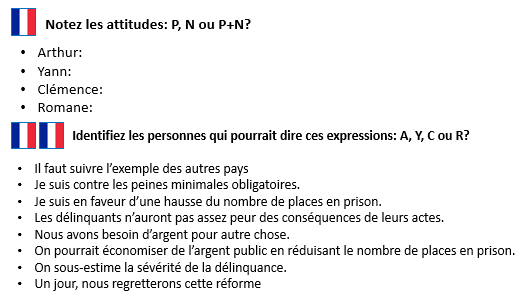 Notez les attitudes: P, N ou P+N?
• Arthur:
• Yann:
• Clémence:
• Romane:
Identifiez les personnes qui pourrait dire ces expressions: A, Y, C ou R?
• Il faut suivre l’exemple des autres pays
• Je suis contre les peines minimales obligatoires.
• Je suis en faveur d’une hausse du nombre de places en prison.
• Les délinquants n’auront pas assez peur des conséquences de leurs actes.
• Nous avons besoin d’argent pour autre chose.
• On pourrait économiser de l’argent public en réduisant le nombre de places en prison.
• On sous-estime la sévérité de la délinquance.
• Un jour, nous regretterons cette réforme